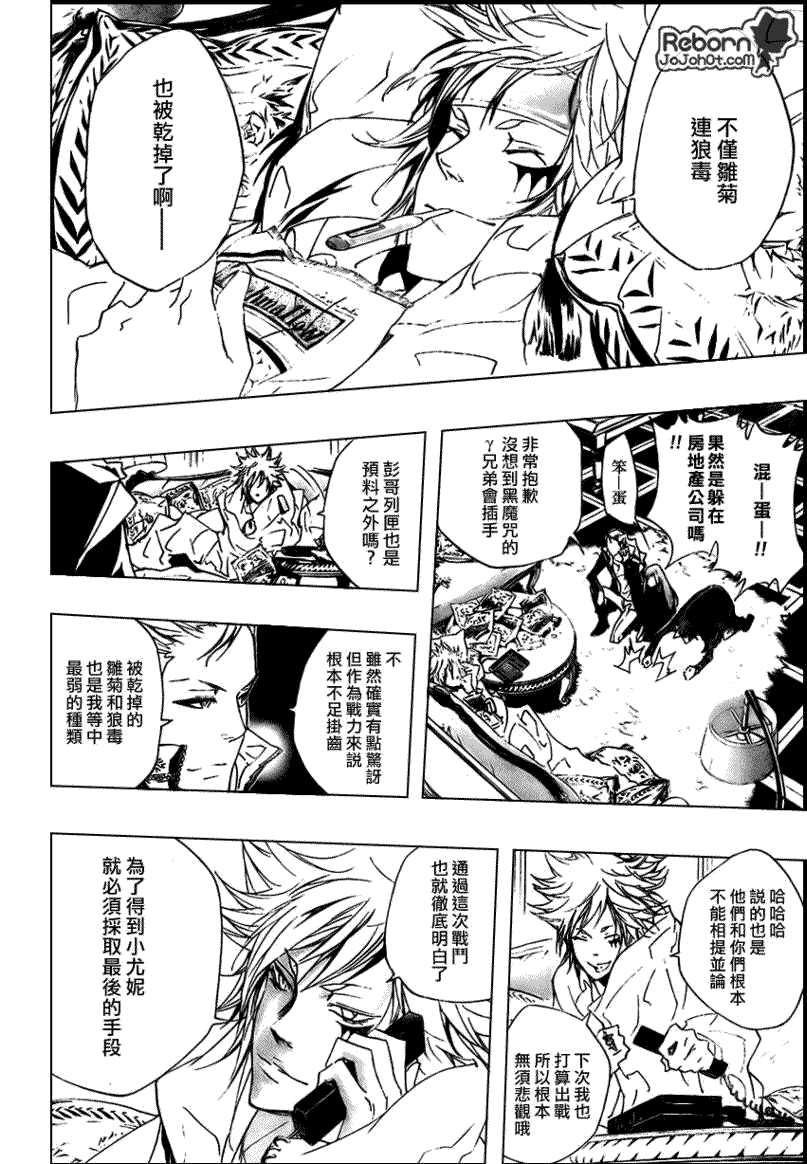 Reborn
JoJoHOt.com
不僅雛菊
連狼毒
也被乾掉了啊——
混—蛋—!!
果然是躲在
房地產公司嗎
!!
笨—蛋
非常抱歉
沒想到黑魔咒的
γ兄弟會插手
彭哥列匣也是
預料之外嗎？
不
雖然確實有點驚訝
但作為戰力來說
根本不足掛齒
被乾掉的
雛菊和狼毒
也是我等中
最弱的種類
哈哈哈
說的也是
他們和你們根本
不能相提並論
下次我也
打算出戰
所以根本
無須悲觀哦
通過這次戰鬥
也就徹底明白了
為了得到小尤妮
就必須採取最後的手段